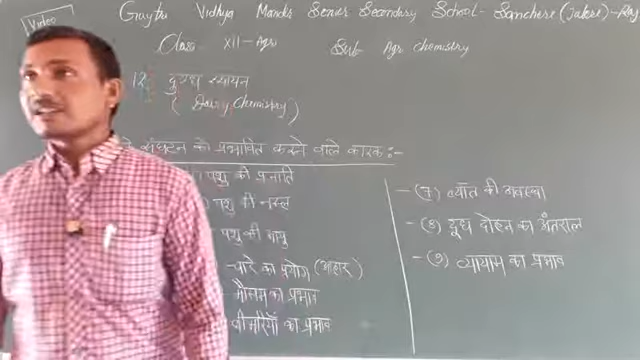 Video
Gaytri Vidhya Mandir Senior Secondary School - Sanchore (Jalore) - Raj
Class XII - Agri Sub Agri chemistry
12. दुग्ध रसायन
(Dairy Chemistry)
के संघटन को प्रभावित करने वाले कारक :-
पशु की प्रजाति
पशु की नस्ल
पशु की आयु
चारे का प्रयोग (आहार)
मौसम का प्रभाव
बीमारियों का प्रभाव
- (7) ब्यॉत की अवस्था
- (8) दूध दोहन का अंतराल
- (9) व्यायाम का प्रभाव